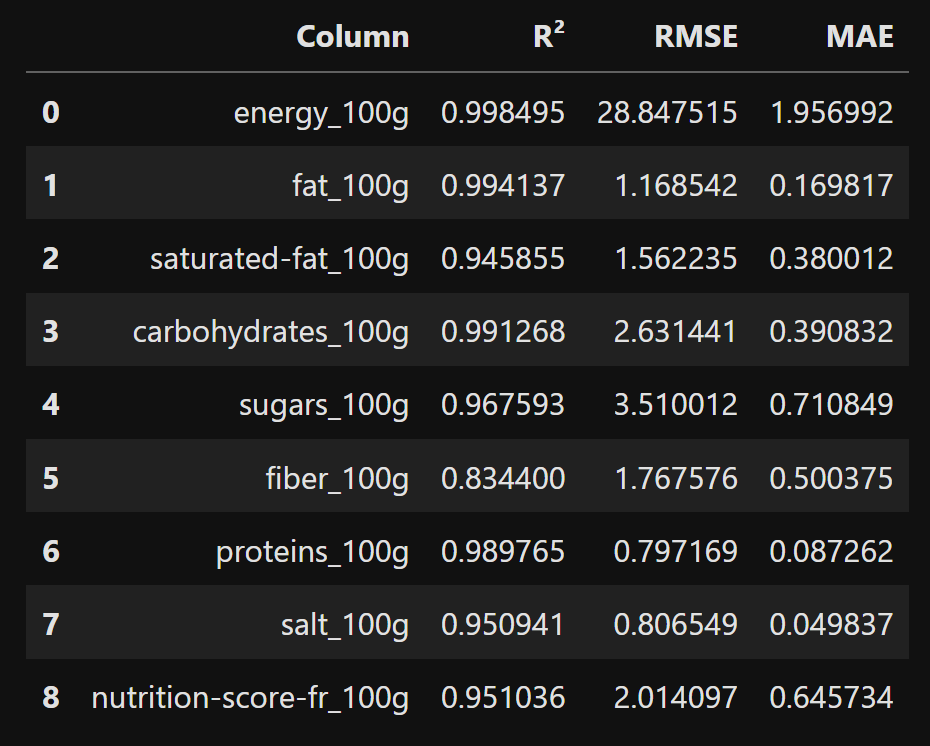 Column R² RMSE MAE
0 energy_100g 0.998495 28.847515 1.956992
1 fat_100g 0.994137 1.168542 0.169817
2 saturated-fat_100g 0.945855 1.562235 0.380012
3 carbohydrates_100g 0.991268 2.631441 0.390832
4 sugars_100g 0.967593 3.510012 0.710849
5 fiber_100g 0.834400 1.767576 0.500375
6 proteins_100g 0.989765 0.797169 0.087262
7 salt_100g 0.950941 0.806549 0.049837
8 nutrition-score-fr_100g 0.951036 2.014097 0.645734